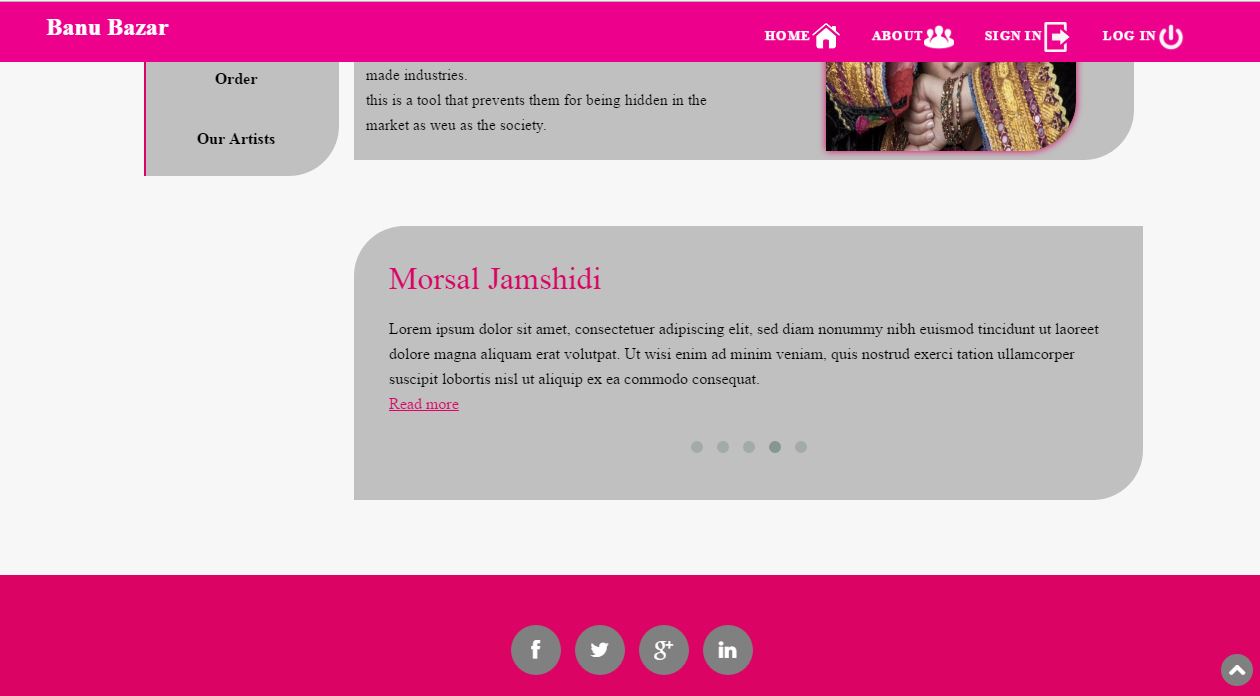 Banu Bazar
HOME
ABOUT
SIGN IN
LOG IN
Order
Our Artists
made industries.
this is a tool that prevents them for being hidden in the
market as weu as the society.
Morsal Jamshidi
Lorem ipsum dolor sit amet, consectetuer adipiscing elit, sed diam nonummy nibh euismod tincidunt ut laoreet
dolore magna aliquam erat volutpat. Ut wisi enim ad minim veniam, quis nostrud exerci tation ullamcorper
suscipit lobortis nisl ut aliquip ex ea commodo consequat.
Read more